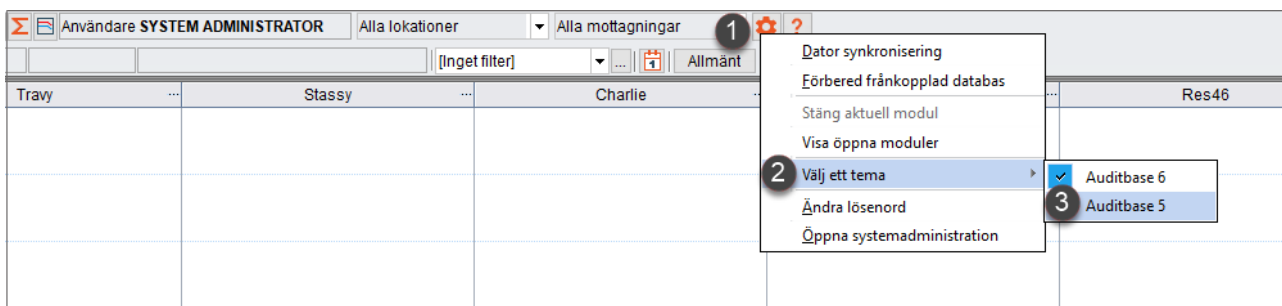 Användare SYSTEM ADMINISTRATOR Alla lokationer Alla mottagningar 1 ?
[Inget filter] ... 1 Allmänt
Travy ... Stassy ... Charlie ... ... Res46
Dator synkronisering
Förbered frånkopplad databas
Stäng aktuell modul
Visa öppna moduler
2 Välj ett tema
Auditbase 6
3 Auditbase 5
Ändra lösenord
Öppna systemadministration